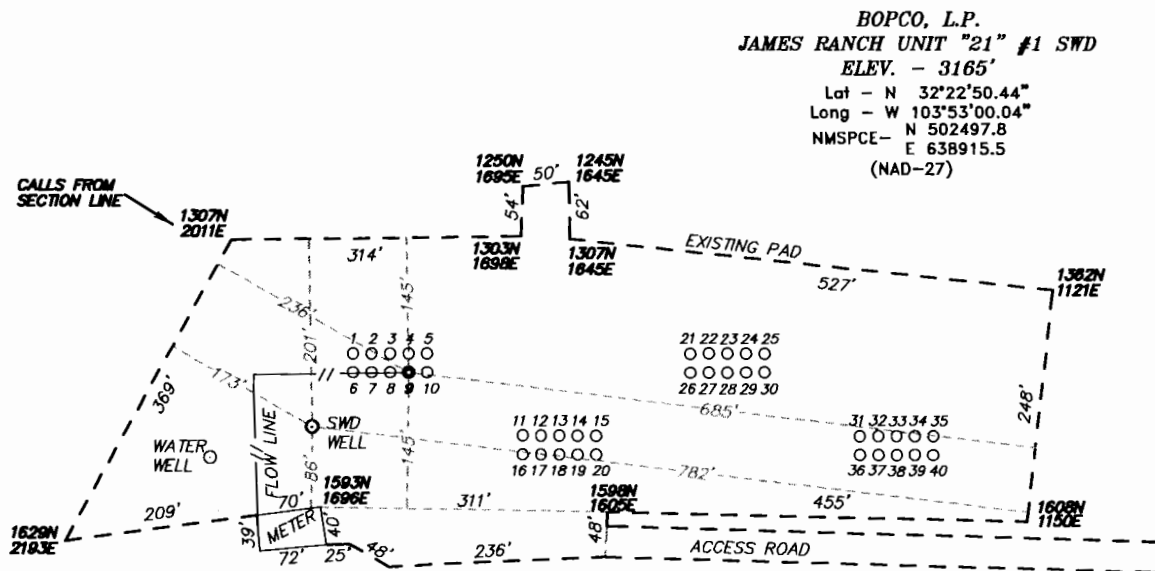 BOPCO, L.P.
JAMES RANCH UNIT "21" #1 SWD
ELEV. - 3165'
Lat - N 32°22'50.44"
Long - W 103°53'00.04"
NMSPCE- N 502497.8
E 638915.5
(NAD-27)
CALLS FROM
SECTION LINE
1307N
2011E
1250N
1695E
50'
1245N
1645E
54'
62'
1303N
1698E
1307N
1645E
EXISTING PAD
527'
1362N
1121E
314'
145'
236'
201'
1 2 3 4 5
6 7 8 9 10
21 22 23 24 25
26 27 28 29 30
685'
248'
173'
369'
SWD
WELL
WATER
WELL
FLOW LINE
86'
145'
11 12 13 14 15
16 17 18 19 20
31 32 33 34 35
36 37 38 39 40
782'
1593N
1696E
70'
311'
1598N
1605E
455'
1608N
1150E
1629N
2193E
209'
39'
METER
40'
72'
25'
48'
236'
48'
ACCESS ROAD